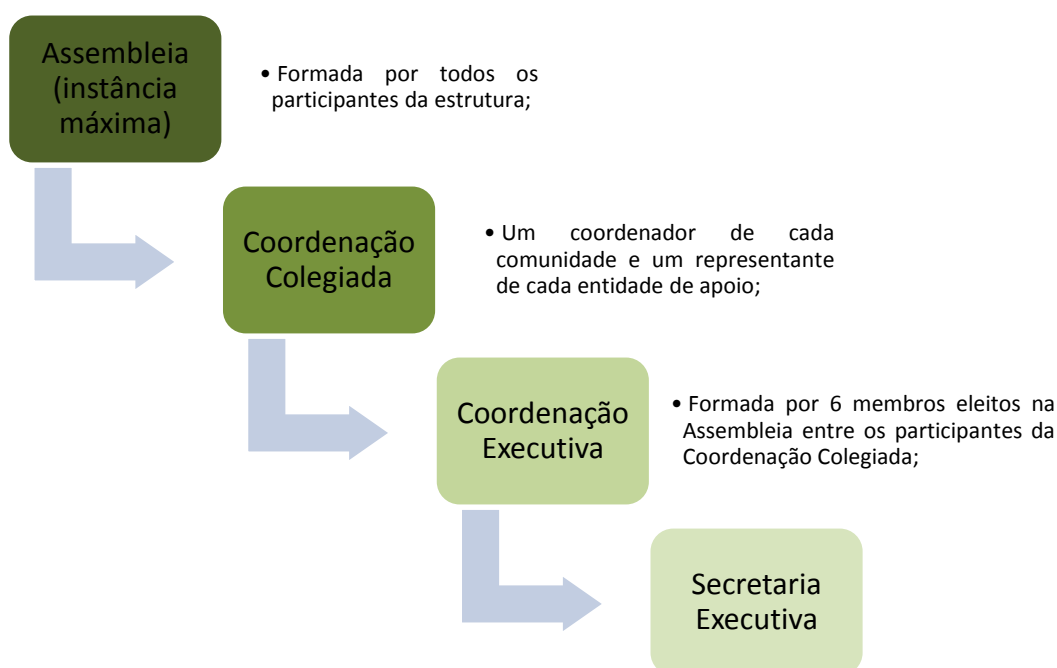 Assembleia
(instância
máxima)
• Formada por todos os
participantes da estrutura;
Coordenação
Colegiada
• Um coordenador de cada
comunidade e um representante
de cada entidade de apoio;
Coordenação
Executiva
• Formada por 6 membros eleitos na
Assembleia entre os participantes da
Coordenação Colegiada;
Secretaria
Executiva